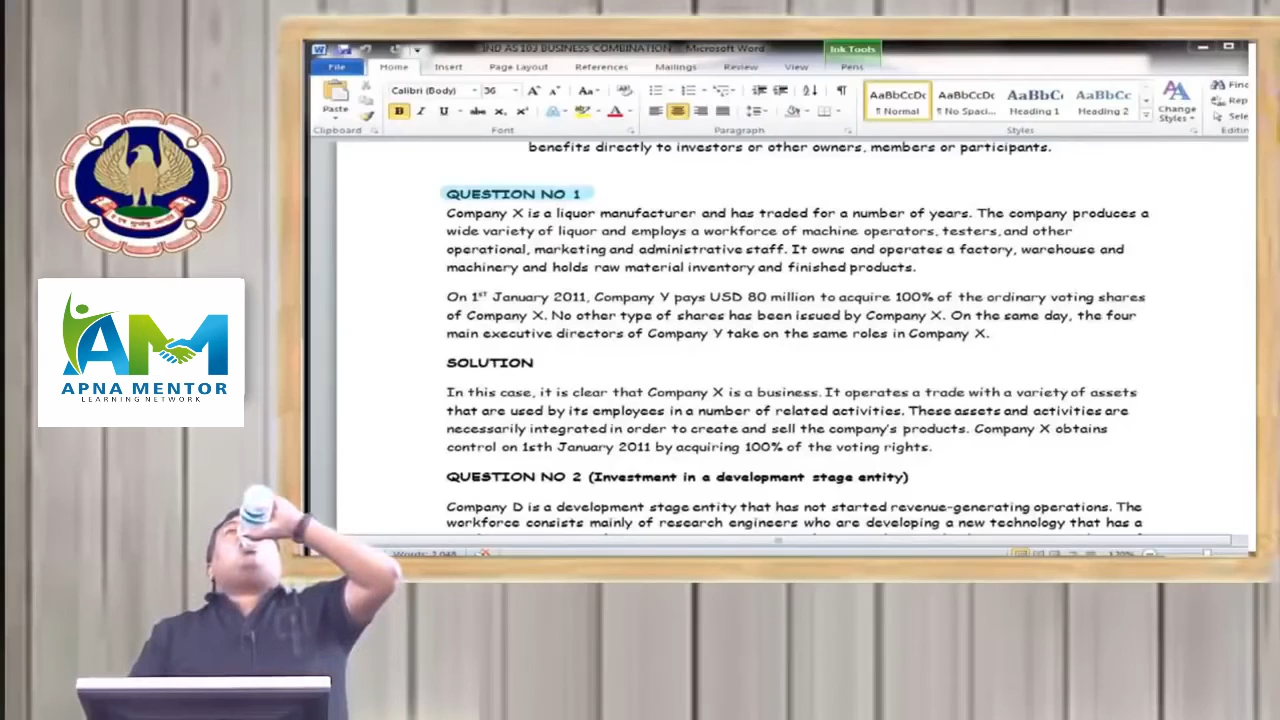 IND AS 103 BUSINESS COMBINATION - Microsoft Word
Ink Tools
File Home Insert Page Layout References Mailings Review View Pens
Paste
Calibri (Body) 36
AaBbCcDc AaBbCcDc AaBbCc AaBbCc
¶ Normal ¶ No Spaci... Heading 1 Heading 2
Change Styles
Find
Rep
Sele
Clipboard Font Paragraph Styles Editin
benefits directly to investors or other owners, members or participants.
QUESTION NO 1
Company X is a liquor manufacturer and has traded for a number of years. The company produces a
wide variety of liquor and employs a workforce of machine operators, testers, and other
operational, marketing and administrative staff. It owns and operates a factory, warehouse and
machinery and holds raw material inventory and finished products.
On 1ST January 2011, Company Y pays USD 80 million to acquire 100% of the ordinary voting shares
of Company X. No other type of shares has been issued by Company X. On the same day, the four
main executive directors of Company Y take on the same roles in Company X.
SOLUTION
In this case, it is clear that Company X is a business. It operates a trade with a variety of assets
that are used by its employees in a number of related activities. These assets and activities are
necessarily integrated in order to create and sell the company's products. Company X obtains
control on 1sth January 2011 by acquiring 100% of the voting rights.
QUESTION NO 2 (Investment in a development stage entity)
Company D is a development stage entity that has not started revenue-generating operations. The
workforce consists mainly of research engineers who are developing a new technology that has a
AM
APNA MENTOR
LEARNING NETWORK